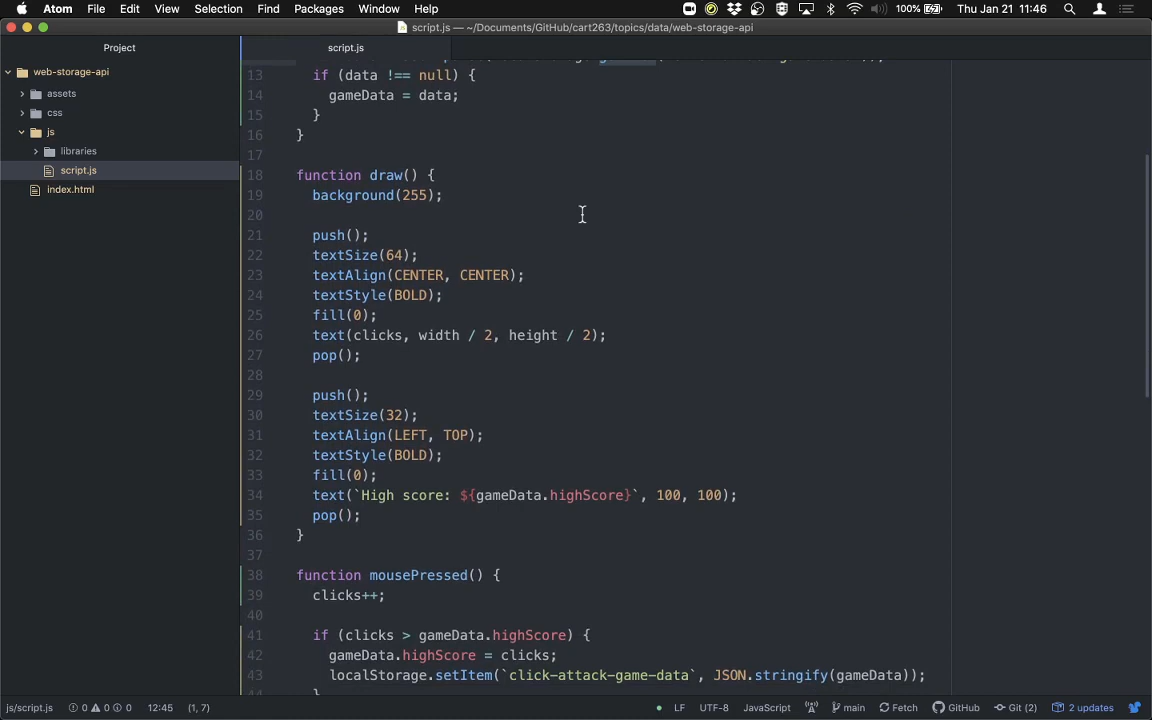 Atom File Edit View Selection Find Packages Window Help 100% Thu Jan 21 11:46
script.js — ~/Documents/GitHub/cart263/topics/data/web-storage-api
Project
script.js
web-storage-api
assets
css
js
libraries
script.js
index.html
13 if (data !== null) {
14 gameData = data;
15 }
16 }
17
18 function draw() {
19 background(255);
20
21 push();
22 textSize(64);
23 textAlign(CENTER, CENTER);
24 textStyle(BOLD);
25 fill(0);
26 text(clicks, width / 2, height / 2);
27 pop();
28
29 push();
30 textSize(32);
31 textAlign(LEFT, TOP);
32 textStyle(BOLD);
33 fill(0);
34 text(`High score: ${gameData.highScore}`, 100, 100);
35 pop();
36 }
37
38 function mousePressed() {
39 clicks++;
40
41 if (clicks > gameData.highScore) {
42 gameData.highScore = clicks;
43 localStorage.setItem(`click-attack-game-data`, JSON.stringify(gameData));
js/script.js 0 0 0 12:45 (1, 7) LF UTF-8 JavaScript main Fetch GitHub Git (2) 2 updates